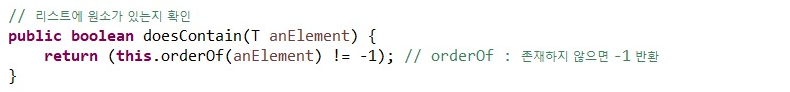 // 리스트에 원소가 있는지 확인
public boolean doesContain(T anElement) {
    return (this.orderOf(anElement) != -1); // orderOf : 존재하지 않으면 -1 반환
}